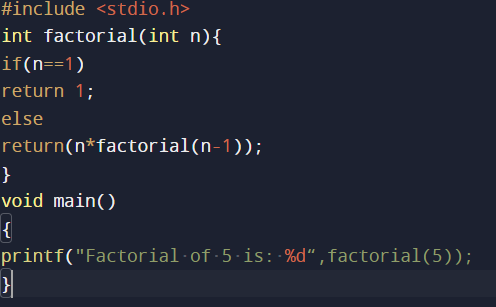 #include <stdio.h>
int factorial(int n){
if(n==1)
return 1;
else
return(n*factorial(n-1));
}
void main()
{
printf("Factorial of 5 is: %d“,factorial(5));
}